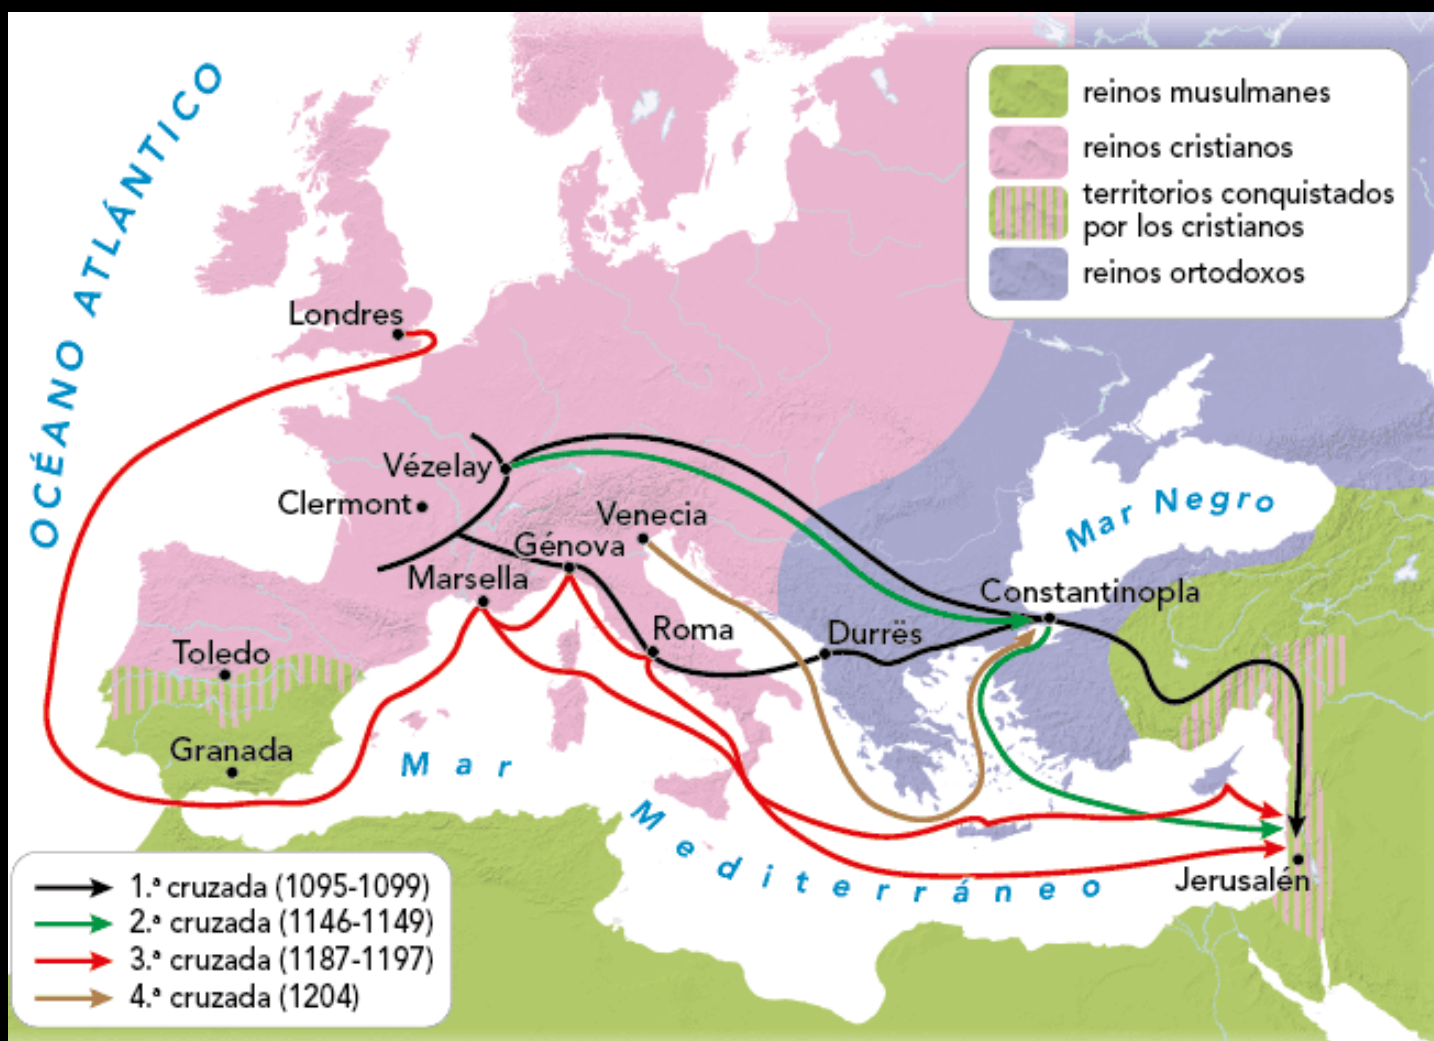 OCÉANO ATLÁNTICO
reinos musulmanes
reinos cristianos
territorios conquistados
por los cristianos
reinos ortodoxos
Londres
Vézelay
Clermont
Venecia
Génova
Marsella
Mar Negro
Constantinopla
Roma
Durrës
Toledo
Granada
Mar
Mediterráneo
Jerusalén
1.ª cruzada (1095-1099)
2.ª cruzada (1146-1149)
3.ª cruzada (1187-1197)
4.ª cruzada (1204)